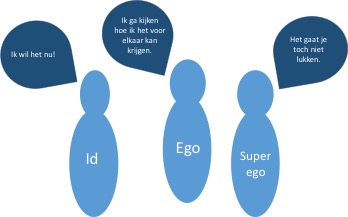 Ik wil het nu!
Ik ga kijken
hoe ik het voor
elkaar kan
krijgen.
Het gaat je
toch niet
lukken.
Id
Ego
Super
ego